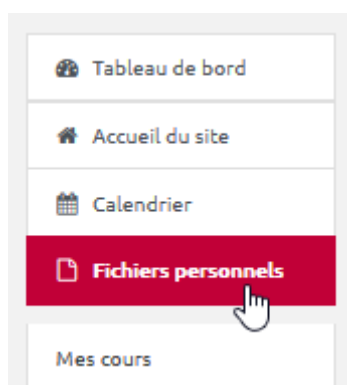 Tableau de bord
Accueil du site
Calendrier
Fichiers personnels
Mes cours